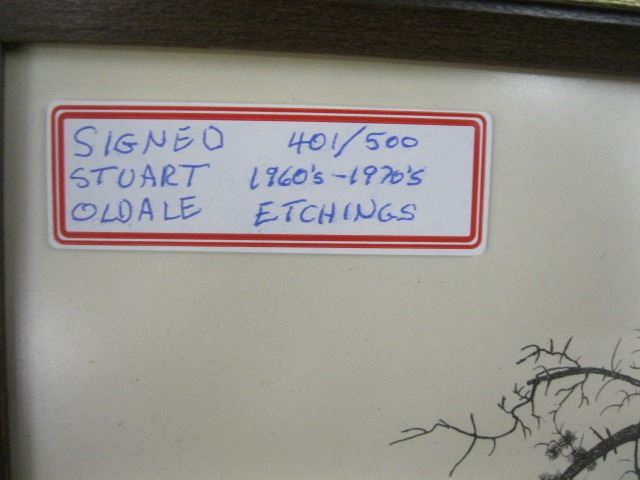 SIGNED 401/500
STUART 1960's-1970's
OLDALE ETCHINGS